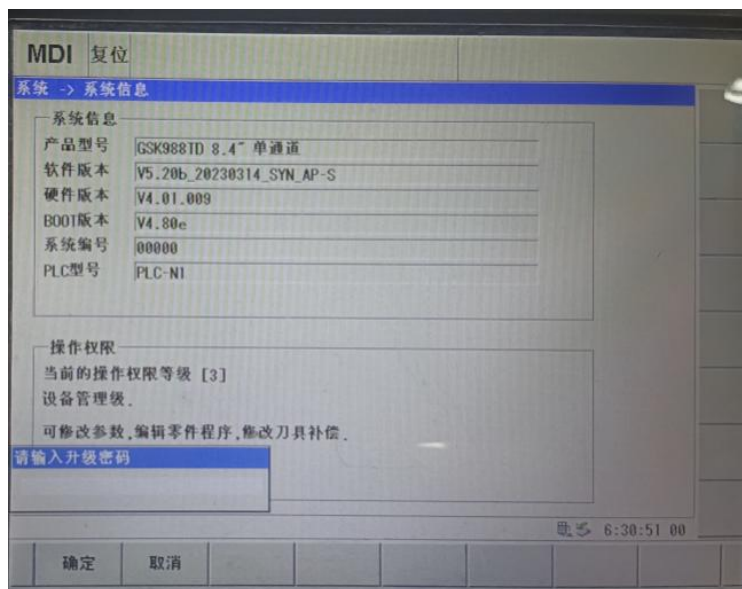 MDI 复位
系统 -> 系统信息
系统信息
产品型号 GSK988TD 8.4" 单通道
软件版本 V5.20b_20230314_SYN_AP-S
硬件版本 V4.01.009
BOOT版本 V4.80e
系统编号 00000
PLC型号 PLC-N1
操作权限
当前的操作权限等级 [3]
设备管理级.
可修改参数,编辑零件程序,修改刀具补偿.
请输入升级密码
6:30:51 00
确定 取消